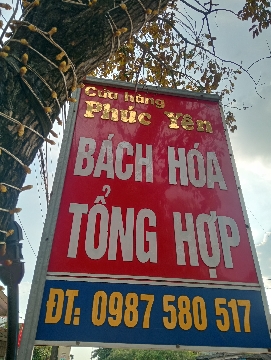 Cửa hàng
Phúc Yên
BÁCH HÓA
TỔNG HỢP
ĐT: 0987 580 517